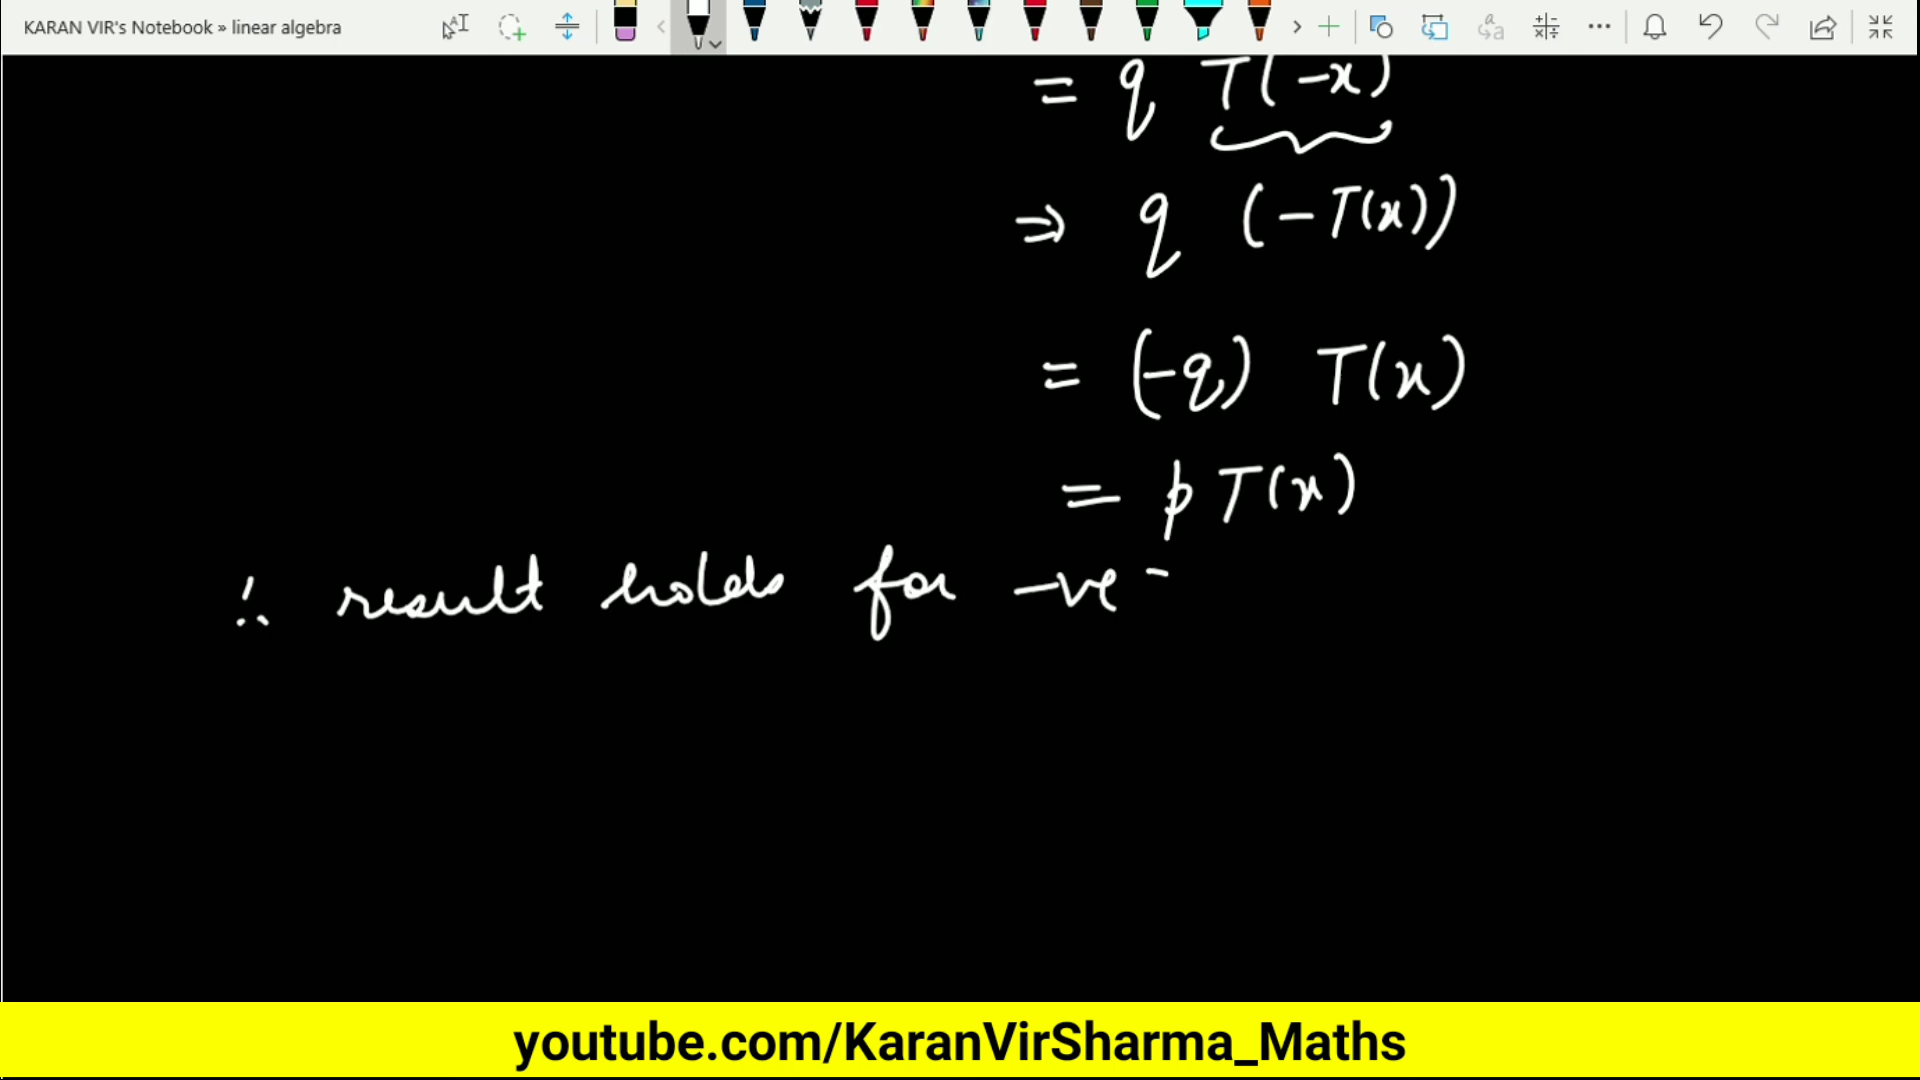 KARAN VIR's Notebook » linear algebra
= q T(-x)
⇒ q (-T(x))
= (-q) T(x)
= p T(x)
∴ result holds for -ve -
youtube.com/KaranVirSharma_Maths